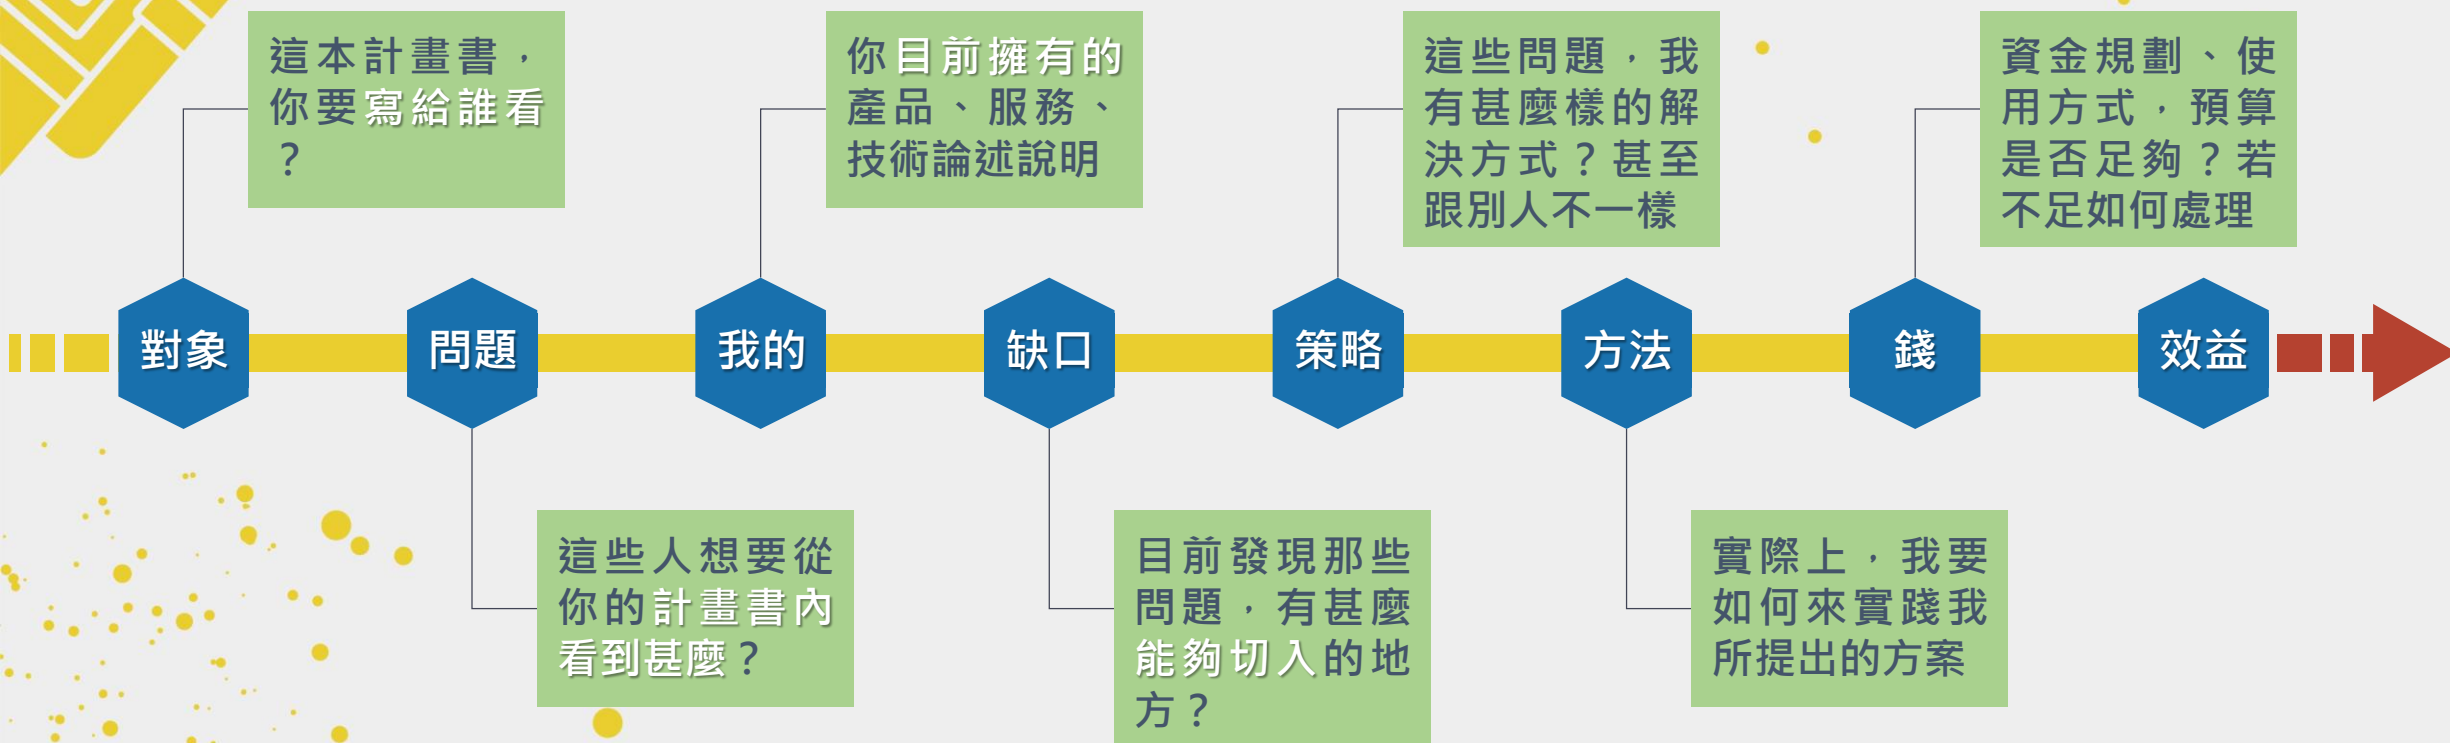 這本計畫書，
你要寫給誰看
？
你目前擁有的
產品、服務、
技術論述說明
這些問題，我
有甚麼樣的解
決方式？甚至
跟別人不一樣
資金規劃、使
用方式，預算
是否足夠？若
不足如何處理
對象
問題
我的
缺口
策略
方法
錢
效益
這些人想要從
你的計畫書內
看到甚麼？
目前發現那些
問題，有甚麼
能夠切入的地
方？
實際上，我要
如何來實踐我
所提出的方案